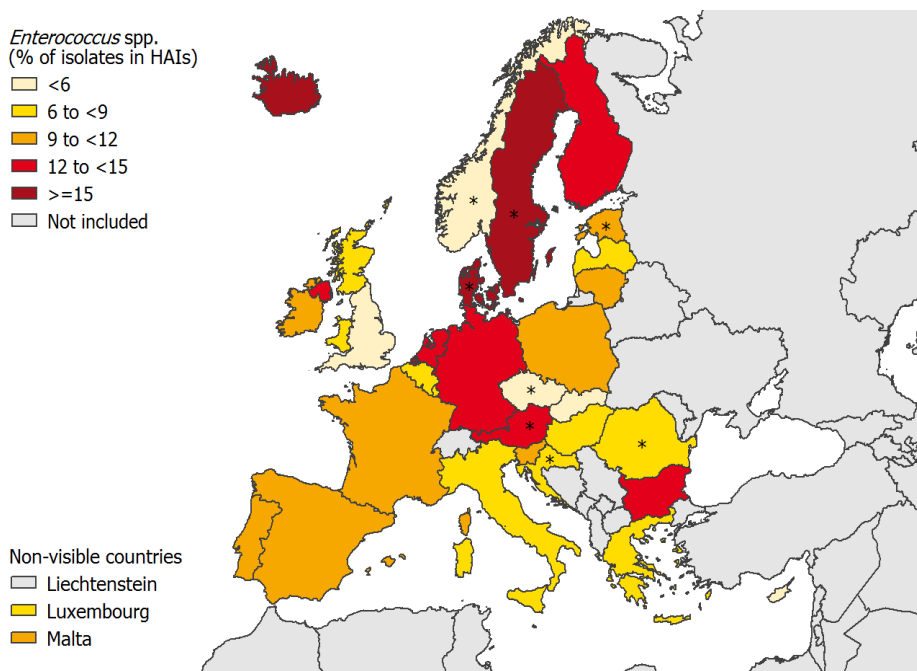 Enterococcus spp.
(% of isolates in HAIs)
<6
6 to <9
9 to <12
12 to <15
>=15
Not included
*
*
*
*
*
*
*
*
Non-visible countries
Liechtenstein
Luxembourg
Malta